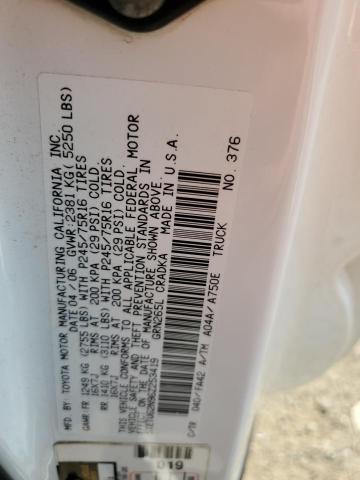 TOYOTA MOTOR MANUFACTURING CALIFORNIA INC.
DATE 04/06 GVWR 2381 KG (5250 LBS)
GAWR:FR 1249 KG (2755 LBS) WITH P245/75R16 TIRES
16X7J RIMS AT 200 KPA (29 PSI) COLD.
RR 1410 KG (3110 LBS) WITH P245/75R16 TIRES
16X7J RIMS AT 200 KPA (29 PSI) COLD.
THIS VEHICLE CONFORMS TO ALL APPLICABLE FEDERAL MOTOR
VEHICLE SAFETY AND THEFT PREVENTION STANDARDS IN
EFFECT ON THE DATE OF MANUFACTURE SHOWN ABOVE.
GRN265L CRADKA MADE IN U.S.A.
C/TR 040/FA42 A/TM A04A/A750E TRUCK
NO. 376
019